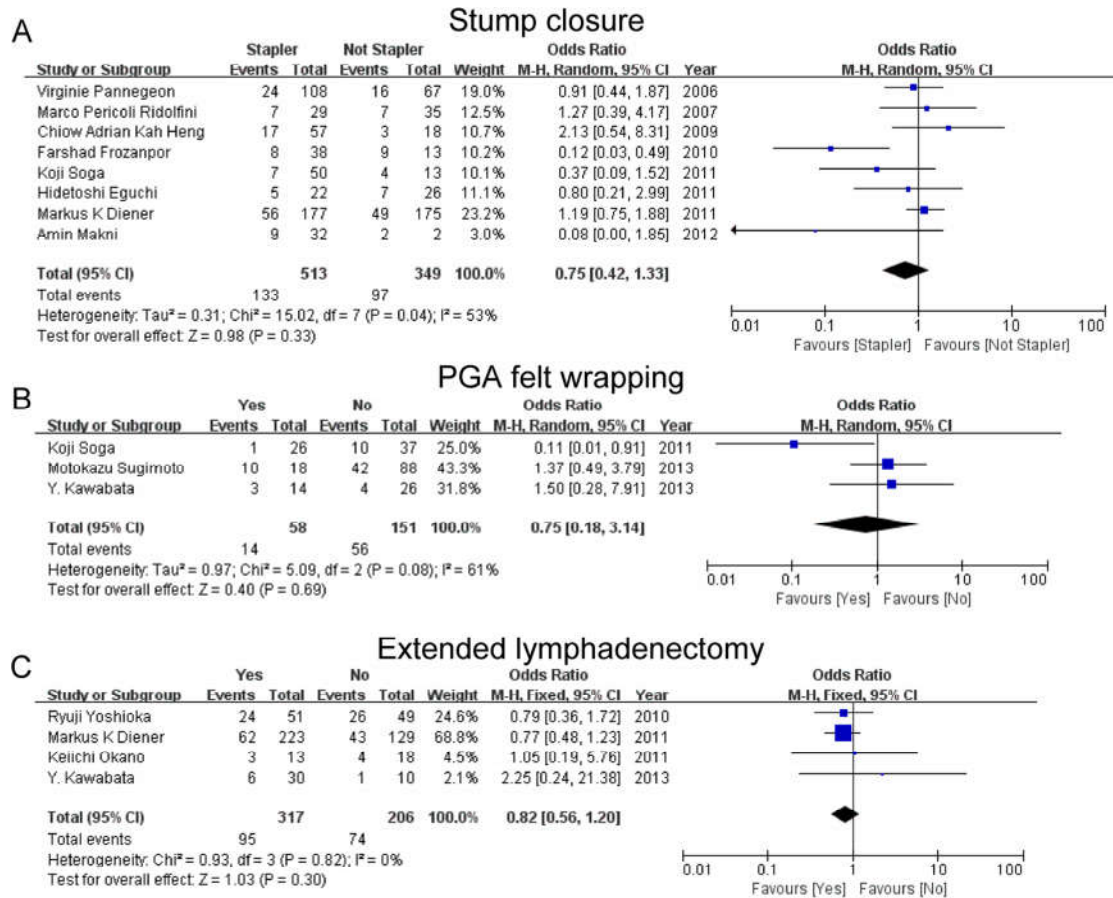 Stump closure
A
Stapler Not Stapler Odds Ratio Odds Ratio
Study or Subgroup Events Total Events Total Weight M-H, Random, 95% CI Year M-H, Random, 95% CI
Virginie Pannegeon 24 108 16 67 19.0% 0.91 [0.44, 1.87] 2006
Marco Pericoli Ridolfini 7 29 7 35 12.5% 1.27 [0.39, 4.17] 2007
Chiow Adrian Kah Heng 17 57 3 18 10.7% 2.13 [0.54, 8.31] 2009
Farshad Frozanpor 8 38 9 13 10.2% 0.12 [0.03, 0.49] 2010
Koji Soga 7 50 4 13 10.1% 0.37 [0.09, 1.52] 2011
Hidetoshi Eguchi 5 22 7 26 11.1% 0.80 [0.21, 2.99] 2011
Markus K Diener 56 177 49 175 23.2% 1.19 [0.75, 1.88] 2011
Amin Makni 9 32 2 2 3.0% 0.08 [0.00, 1.85] 2012
Total (95% CI) 513 349 100.0% 0.75 [0.42, 1.33]
Total events 133 97
Heterogeneity: Tau² = 0.31; Chi² = 15.02, df = 7 (P = 0.04); I² = 53%
Test for overall effect: Z = 0.98 (P = 0.33)
0.01 0.1 1 10 100
Favours [Stapler] Favours [Not Stapler]
PGA felt wrapping
B
Yes No Odds Ratio Odds Ratio
Study or Subgroup Events Total Events Total Weight M-H, Random, 95% CI Year M-H, Random, 95% CI
Koji Soga 1 26 10 37 25.0% 0.11 [0.01, 0.91] 2011
Motokazu Sugimoto 10 18 42 88 43.3% 1.37 [0.49, 3.79] 2013
Y. Kawabata 3 14 4 26 31.8% 1.50 [0.28, 7.91] 2013
Total (95% CI) 58 151 100.0% 0.75 [0.18, 3.14]
Total events 14 56
Heterogeneity: Tau² = 0.97; Chi² = 5.09, df = 2 (P = 0.08); I² = 61%
Test for overall effect: Z = 0.40 (P = 0.69)
0.01 0.1 1 10 100
Favours [Yes] Favours [No]
Extended lymphadenectomy
C
Yes No Odds Ratio Odds Ratio
Study or Subgroup Events Total Events Total Weight M-H, Fixed, 95% CI Year M-H, Fixed, 95% CI
Ryuji Yoshioka 24 51 26 49 24.6% 0.79 [0.36, 1.72] 2010
Markus K Diener 62 223 43 129 68.8% 0.77 [0.48, 1.23] 2011
Keiichi Okano 3 13 4 18 4.5% 1.05 [0.19, 5.76] 2011
Y. Kawabata 6 30 1 10 2.1% 2.25 [0.24, 21.38] 2013
Total (95% CI) 317 206 100.0% 0.82 [0.56, 1.20]
Total events 95 74
Heterogeneity: Chi² = 0.93, df = 3 (P = 0.82); I² = 0%
Test for overall effect: Z = 1.03 (P = 0.30)
0.01 0.1 1 10 100
Favours [Yes] Favours [No]